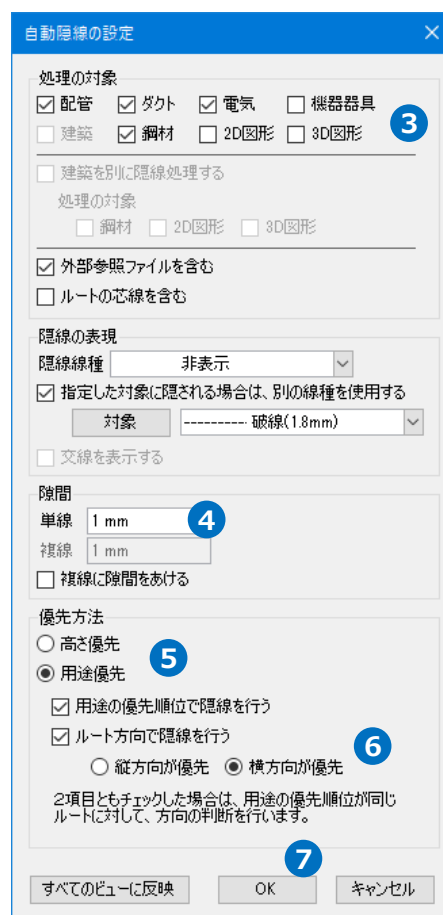 自動隠線の設定
処理の対象
配管 ダクト 電気 機器器具
3
建築 鋼材 2D図形 3D図形
建築を別に隠線処理する
処理の対象
鋼材 2D図形 3D図形
外部参照ファイルを含む
ルートの芯線を含む
隠線の表現
隠線線種 非表示
指定した対象に隠される場合は、別の線種を使用する
対象 ---------- 破線(1.8mm)
交線を表示する
隙間
単線 1 mm 4
複線 1 mm
複線に隙間をあける
優先方法
高さ優先
5
用途優先
用途の優先順位で隠線を行う
ルート方向で隠線を行う
6
縦方向が優先 横方向が優先
2項目ともチェックした場合は、用途の優先順位が同じ
ルートに対して、方向の判断を行います。
7
すべてのビューに反映 OK キャンセル